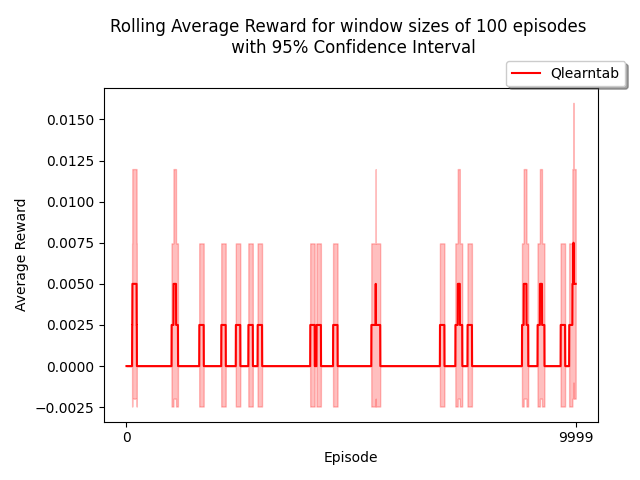 Rolling Average Reward for window sizes of 100 episodes
with 95% Confidence Interval
Qlearntab
0.0150
0.0125
0.0100
0.0075
0.0050
0.0025
0.0000
−0.0025
Average Reward
0 9999
Episode